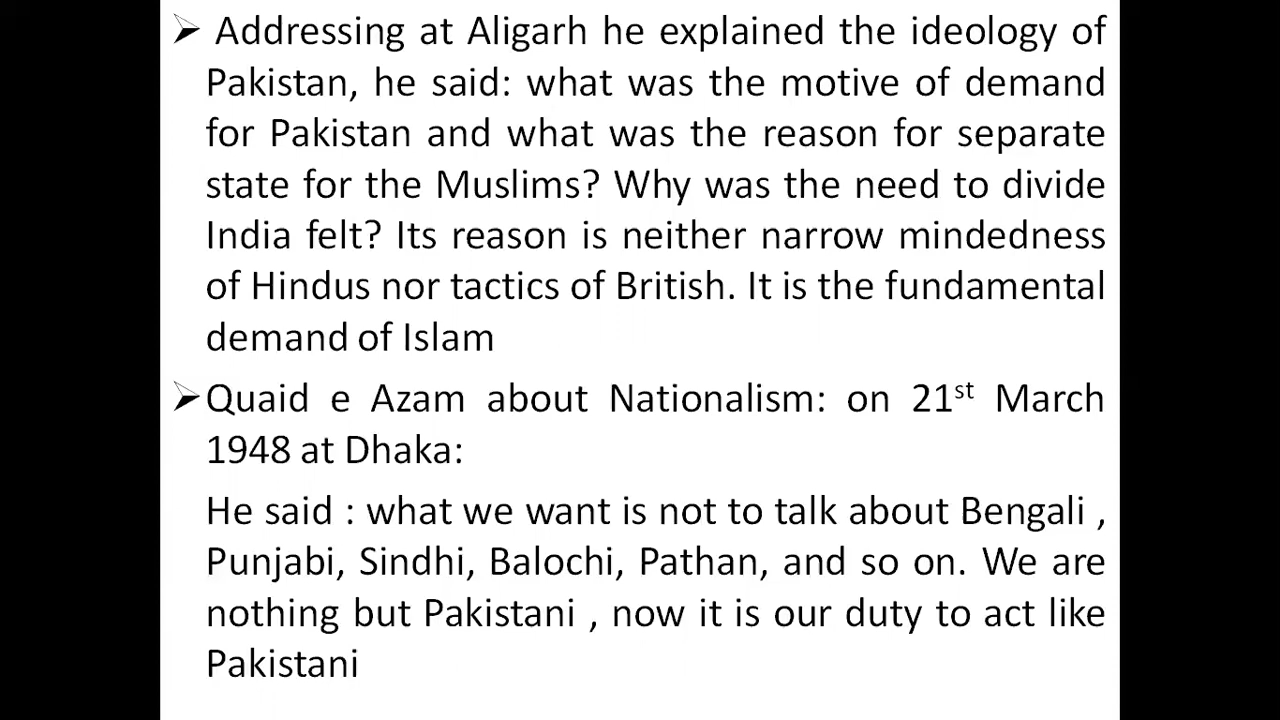 ➢ Addressing at Aligarh he explained the ideology of
Pakistan, he said: what was the motive of demand
for Pakistan and what was the reason for separate
state for the Muslims? Why was the need to divide
India felt? Its reason is neither narrow mindedness
of Hindus nor tactics of British. It is the fundamental
demand of Islam
➢Quaid e Azam about Nationalism: on 21st March
1948 at Dhaka:
He said : what we want is not to talk about Bengali ,
Punjabi, Sindhi, Balochi, Pathan, and so on. We are
nothing but Pakistani , now it is our duty to act like
Pakistani